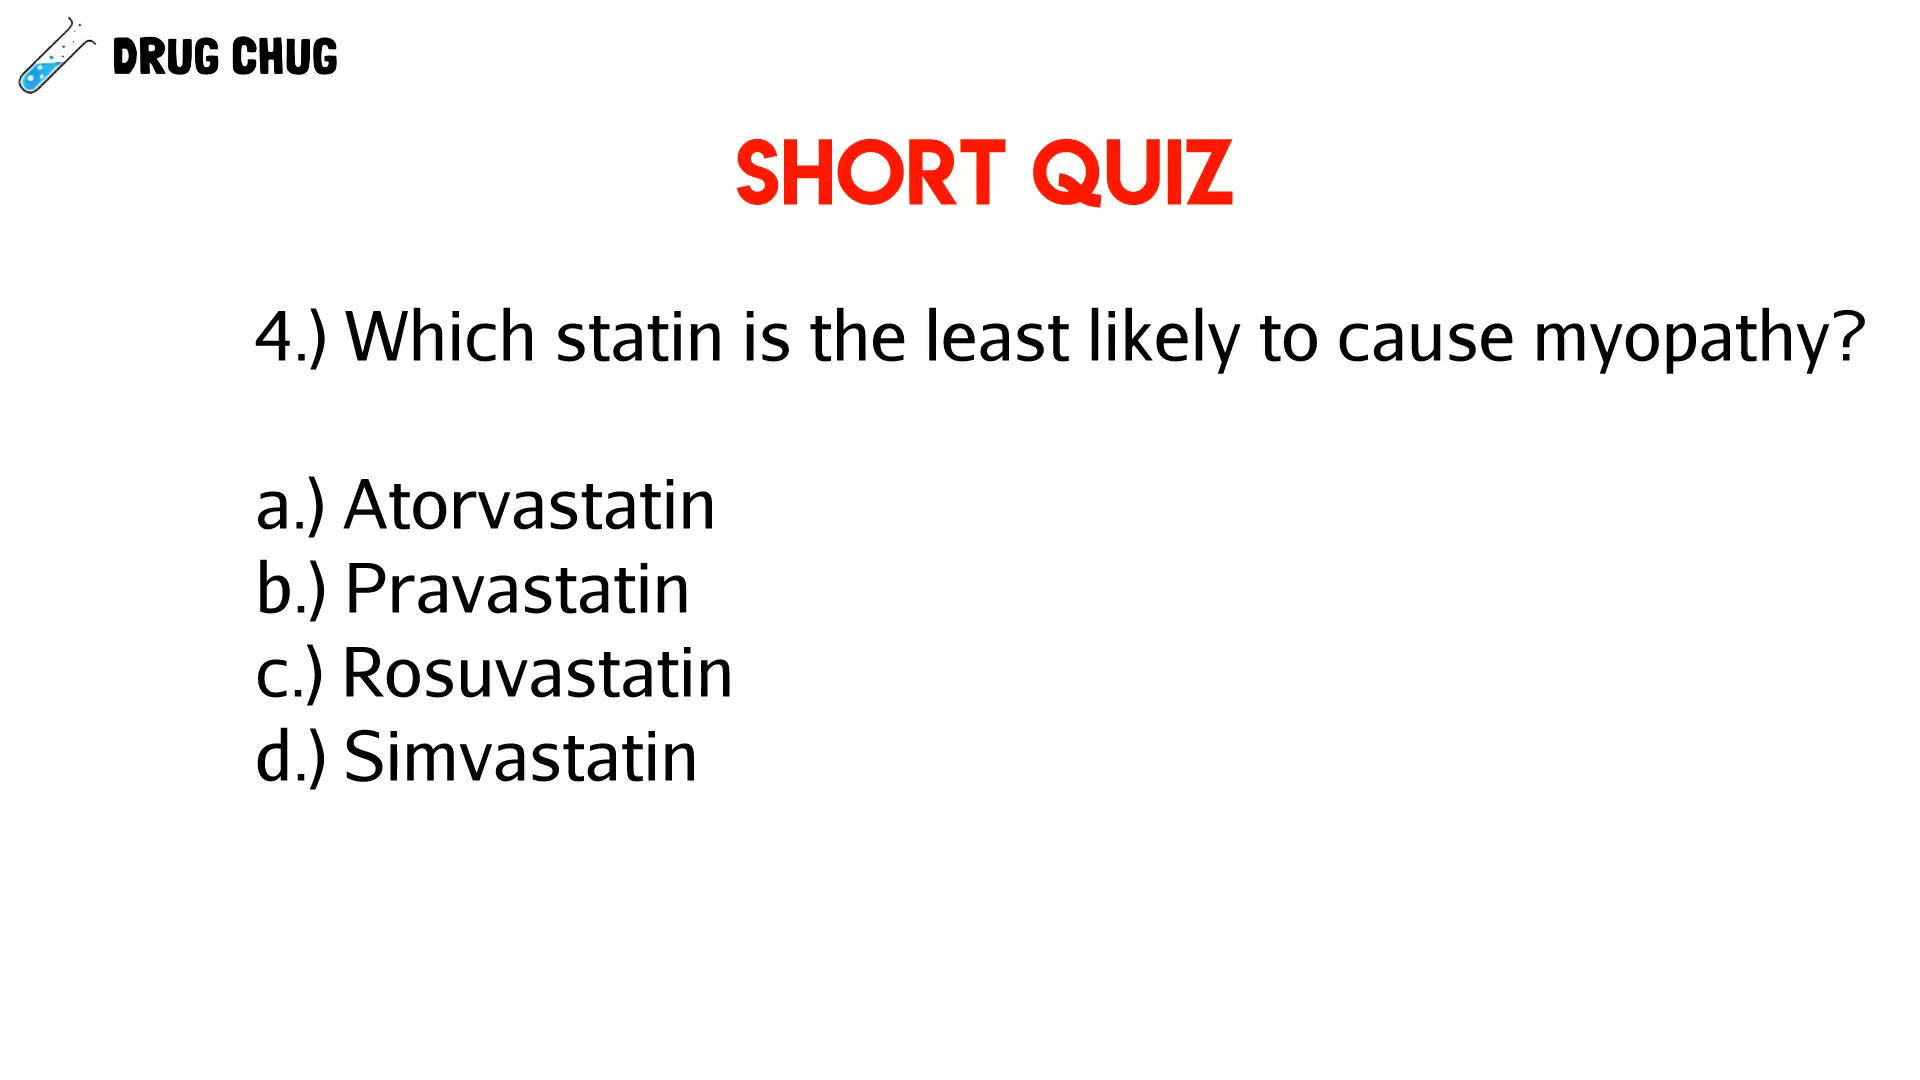 DRUG CHUG
SHORT QUIZ
4.) Which statin is the least likely to cause myopathy?
a.) Atorvastatin
b.) Pravastatin
c.) Rosuvastatin
d.) Simvastatin